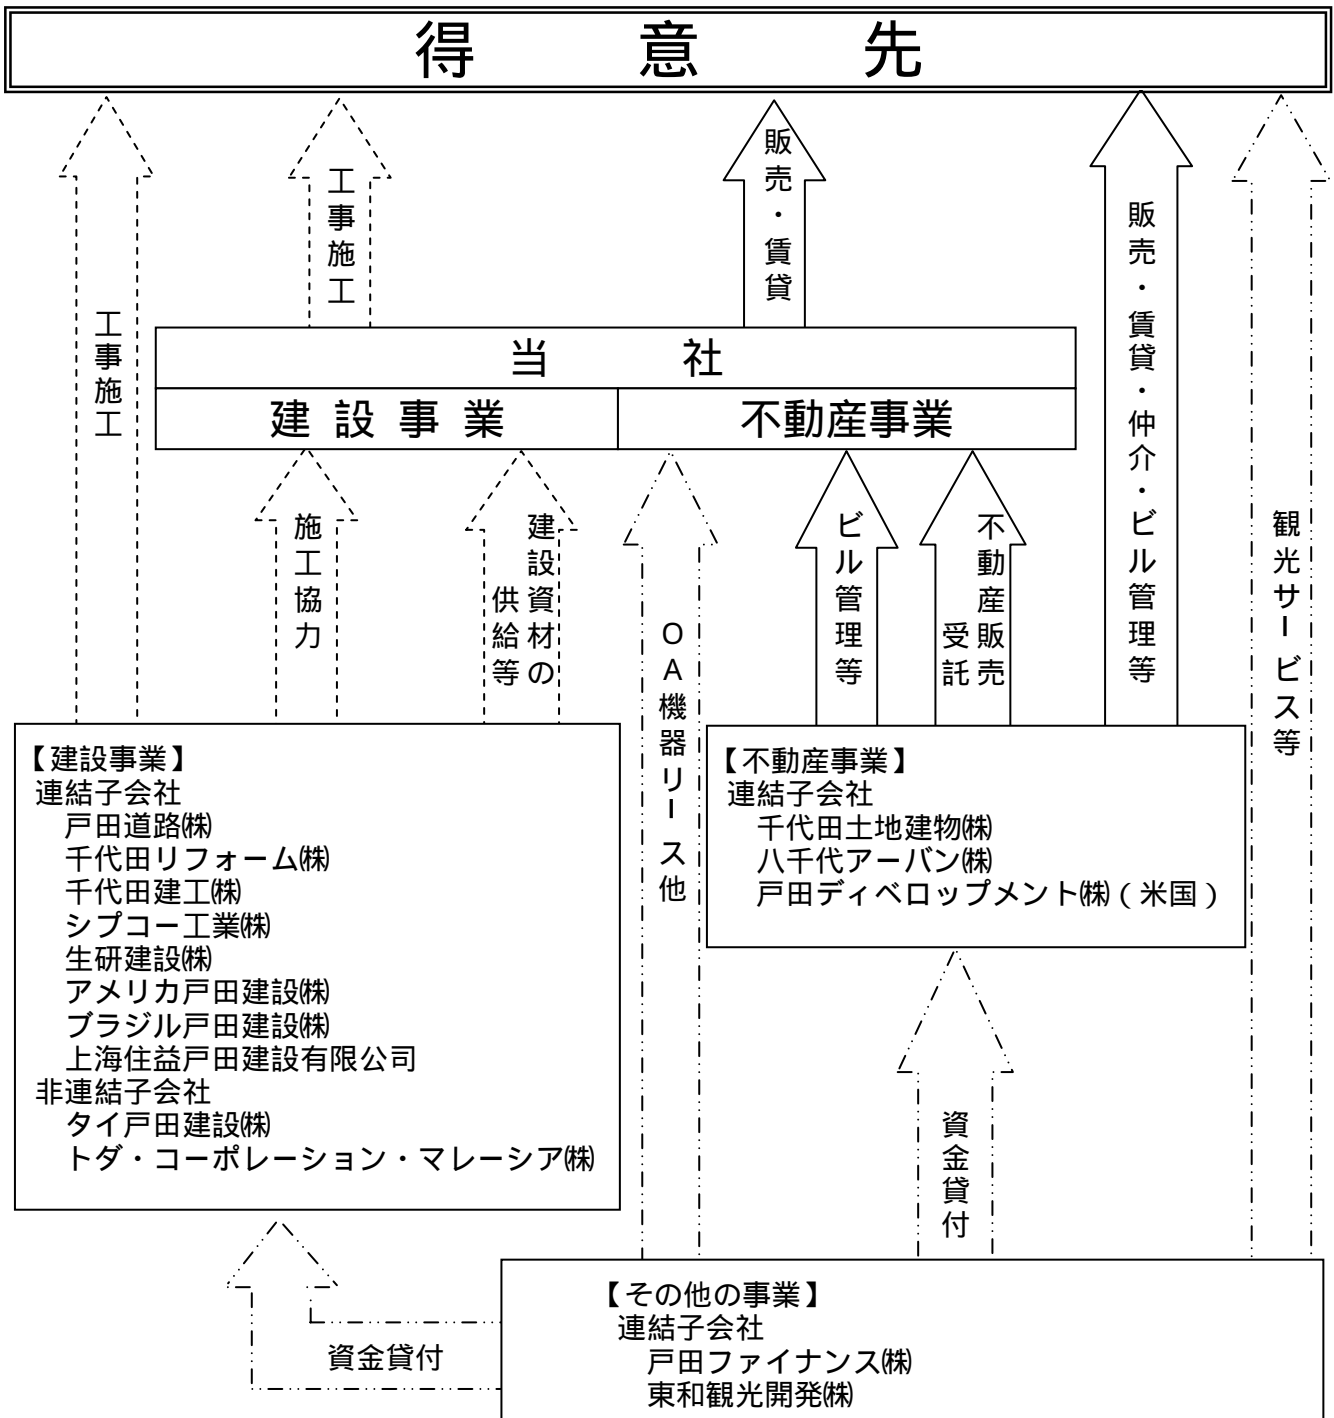 得意先
工事施工
工事施工
販売・賃貸
販売・賃貸・仲介・ビル管理等
観光サービス等
当社
建設事業
不動産事業
施工協力
建設資材の
供給等
OA機器リース他
ビル管理等
不動産販売
受託
【建設事業】
連結子会社
戸田道路㈱
千代田リフォーム㈱
千代田建工㈱
シプコー工業㈱
生研建設㈱
アメリカ戸田建設㈱
ブラジル戸田建設㈱
上海住益戸田建設有限公司
非連結子会社
タイ戸田建設㈱
トダ・コーポレーション・マレーシア㈱
【不動産事業】
連結子会社
千代田土地建物㈱
八千代アーバン㈱
戸田ディベロップメント㈱(米国)
資金貸付
資金貸付
【その他の事業】
連結子会社
戸田ファイナンス㈱
東和観光開発㈱